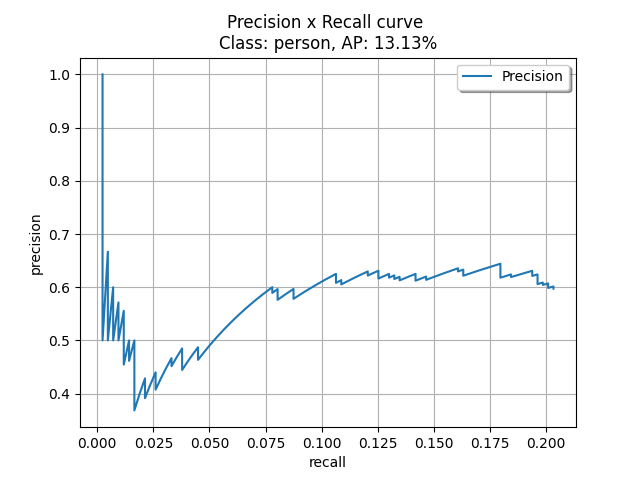 Precision x Recall curve
Class: person, AP: 13.13%
Precision
1.0
0.9
0.8
0.7
0.6
0.5
0.4
precision
0.000 0.025 0.050 0.075 0.100 0.125 0.150 0.175 0.200
recall